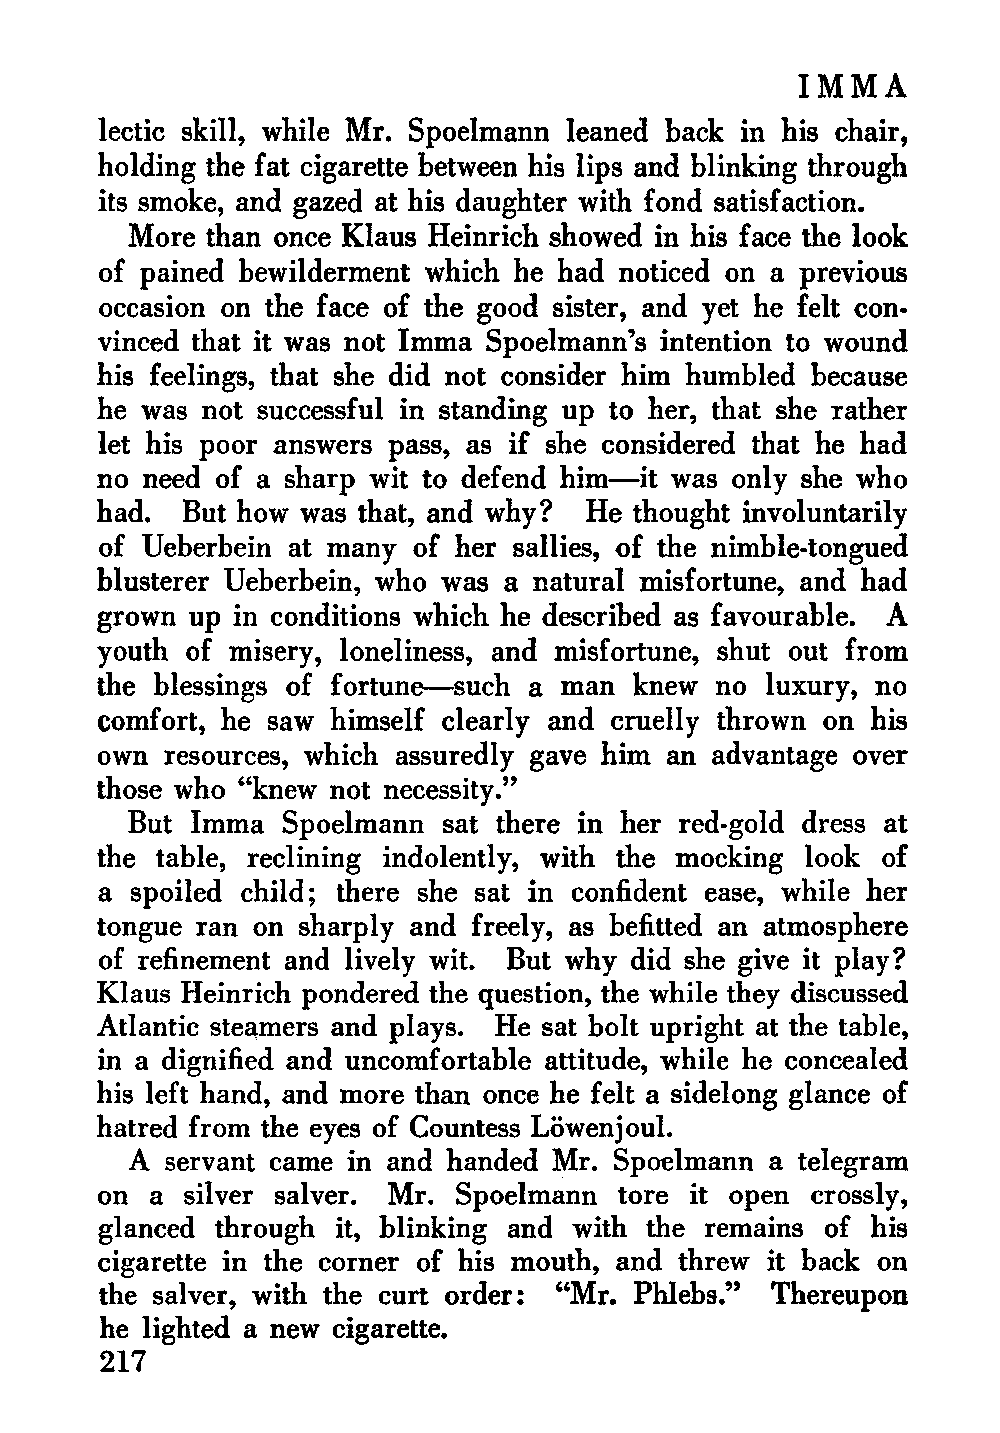 IMMA
lectic skill, while Mr. Spoelmann leaned back in his chair,
holding the fat cigarette between his lips and blinking through
its smoke, and gazed at his daughter with fond satisfaction.
More than once Klaus Heinrich showed in his face the look
of pained bewilderment which he had noticed on a previous
occasion on the face of the good sister, and yet he felt con-
vinced that it was not Imma Spoelmann's intention to wound
his feelings, that she did not consider him humbled because
he was not successful in standing up to her, that she rather
let his poor answers pass, as if she considered that he had
no need of a sharp wit to defend him—it was only she who
had. But how was that, and why? He thought involuntarily
of Ueberbein at many of her sallies, of the nimble-tongued
blusterer Ueberbein, who was a natural misfortune, and had
grown up in conditions which he described as favourable. A
youth of misery, loneliness, and misfortune, shut out from
the blessings of fortune—such a man knew no luxury, no
comfort, he saw himself clearly and cruelly thrown on his
own resources, which assuredly gave him an advantage over
those who “knew not necessity.”
But Imma Spoelmann sat there in her red-gold dress at
the table, reclining indolently, with the mocking look of
a spoiled child; there she sat in confident ease, while her
tongue ran on sharply and freely, as befitted an atmosphere
of refinement and lively wit. But why did she give it play?
Klaus Heinrich pondered the question, the while they discussed
Atlantic steamers and plays. He sat bolt upright at the table,
in a dignified and uncomfortable attitude, while he concealed
his left hand, and more than once he felt a sidelong glance of
hatred from the eyes of Countess Löwenjoul.
A servant came in and handed Mr. Spoelmann a telegram
on a silver salver. Mr. Spoelmann tore it open crossly,
glanced through it, blinking and with the remains of his
cigarette in the corner of his mouth, and threw it back on
the salver, with the curt order: “Mr. Phlebs.” Thereupon
he lighted a new cigarette.
217